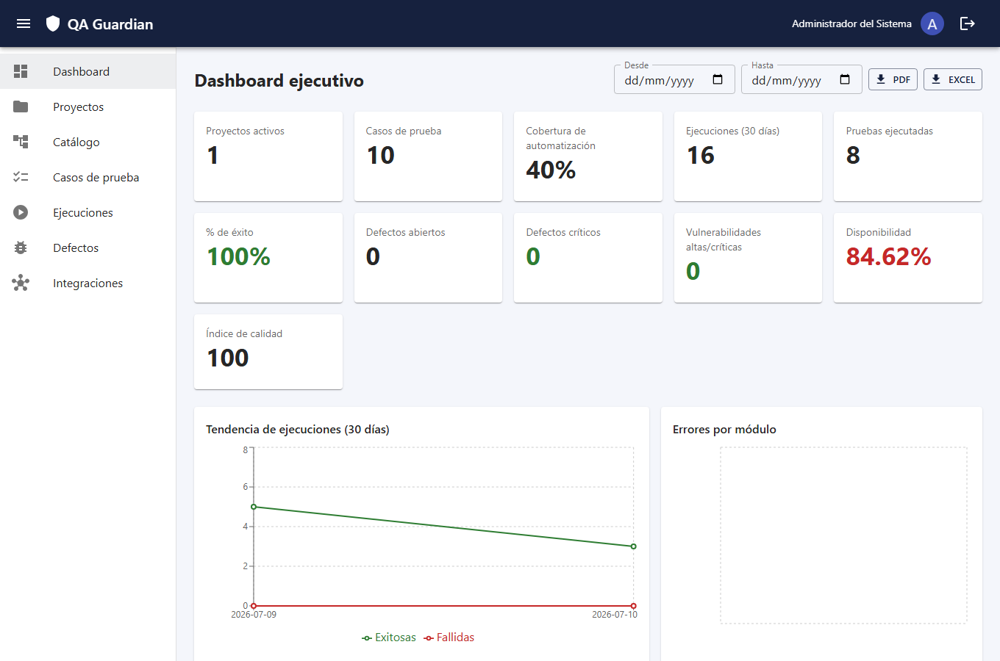 QA Guardian
Administrador del Sistema
A
Dashboard
Proyectos
Catálogo
Casos de prueba
Ejecuciones
Defectos
Integraciones
Dashboard ejecutivo
Desde
dd/mm/yyyy
Hasta
dd/mm/yyyy
PDF
EXCEL
Proyectos activos
1
Casos de prueba
10
Cobertura de
automatización
40%
Ejecuciones (30 días)
16
Pruebas ejecutadas
8
% de éxito
100%
Defectos abiertos
0
Defectos críticos
0
Vulnerabilidades
altas/críticas
0
Disponibilidad
84.62%
Índice de calidad
100
Tendencia de ejecuciones (30 días)
8
6
4
2
0
2026-07-09
2026-07-10
Exitosas
Fallidas
Errores por módulo